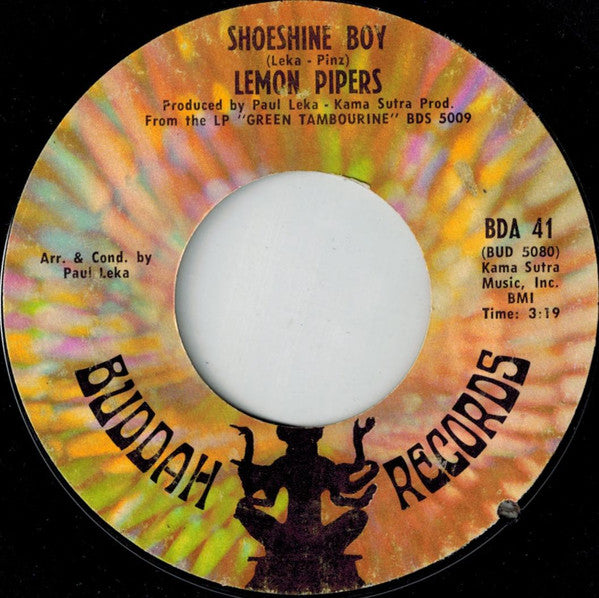 SHOESHINE BOY
(Leka - Pinz)
LEMON PIPERS
Produced by Paul Leka - Kama Sutra Prod.
From the LP "GREEN TAMBOURINE" BDS 5009
Arr. & Cond. by
Paul Leka
BDA 41
(BUD 5080)
Kama Sutra
Music, Inc.
BMI
Time: 3:19
BUDDAH RECORDS